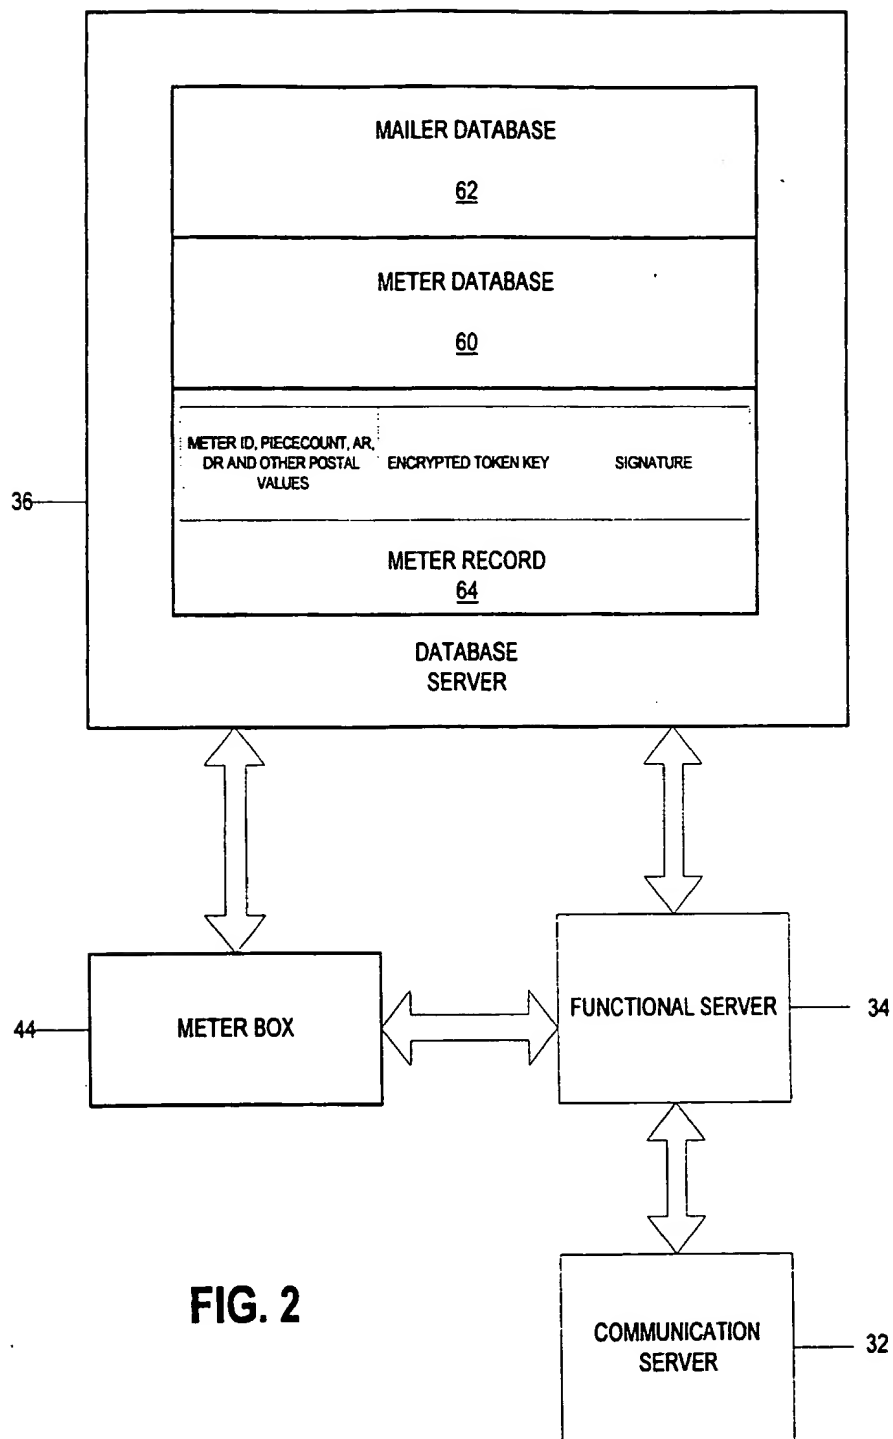 MAILER DATABASE
62
METER DATABASE
60
METER ID, PIECECOUNT, AR,
DR AND OTHER POSTAL
VALUES
ENCRYPTED TOKEN KEY
SIGNATURE
36
METER RECORD
64
DATABASE
SERVER
44
METER BOX
FUNCTIONAL SERVER
34
FIG. 2
COMMUNICATION
SERVER
32